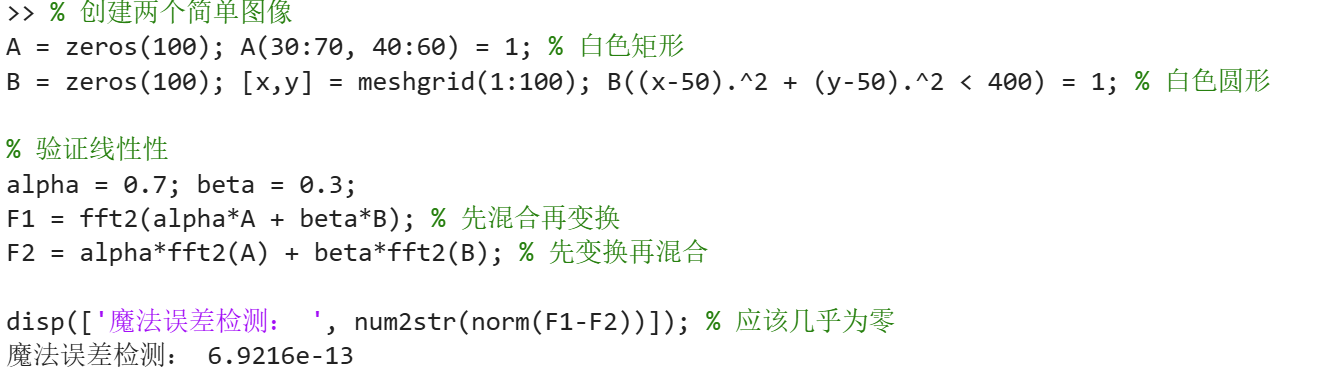 >> % 创建两个简单图像
A = zeros(100); A(30:70, 40:60) = 1; % 白色矩形
B = zeros(100); [x,y] = meshgrid(1:100); B((x-50).^2 + (y-50).^2 < 400) = 1; % 白色圆形
% 验证线性性
alpha = 0.7; beta = 0.3;
F1 = fft2(alpha*A + beta*B); % 先混合再变换
F2 = alpha*fft2(A) + beta*fft2(B); % 先变换再混合
disp(['魔法误差检测： ', num2str(norm(F1-F2))]); % 应该几乎为零
魔法误差检测： 6.9216e-13